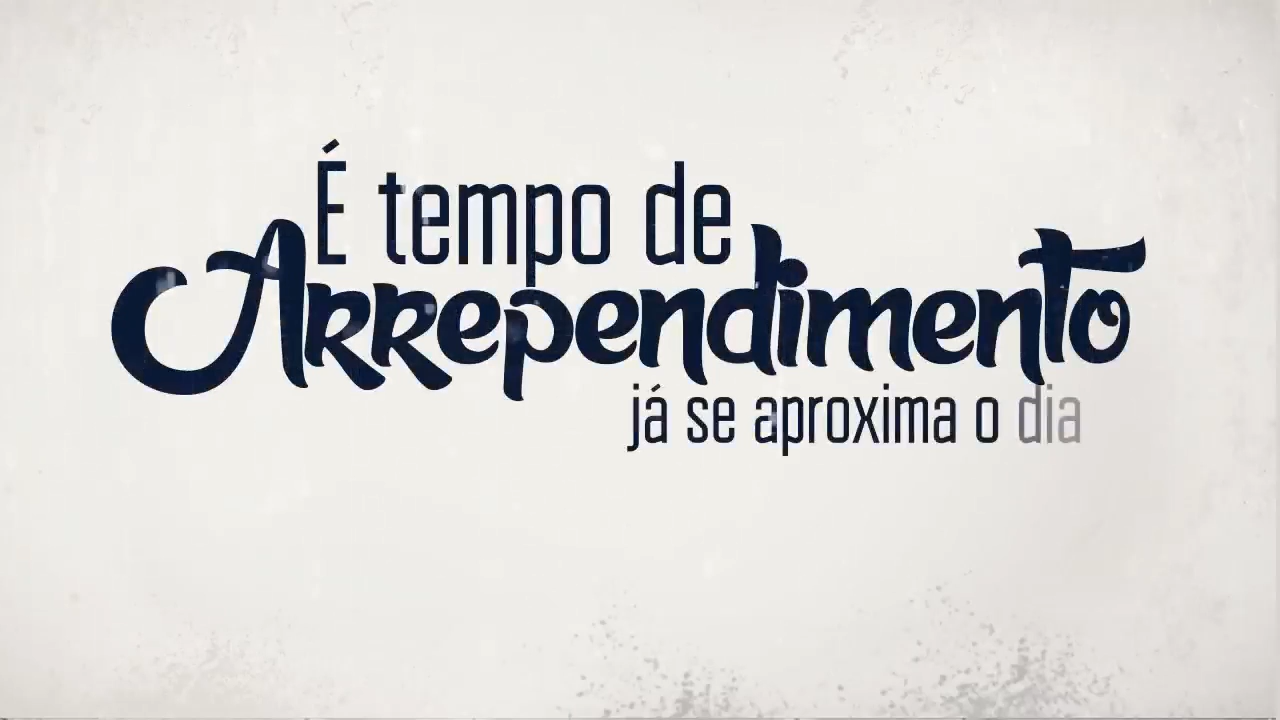 É tempo de
Arrependimento
já se aproxima o dia